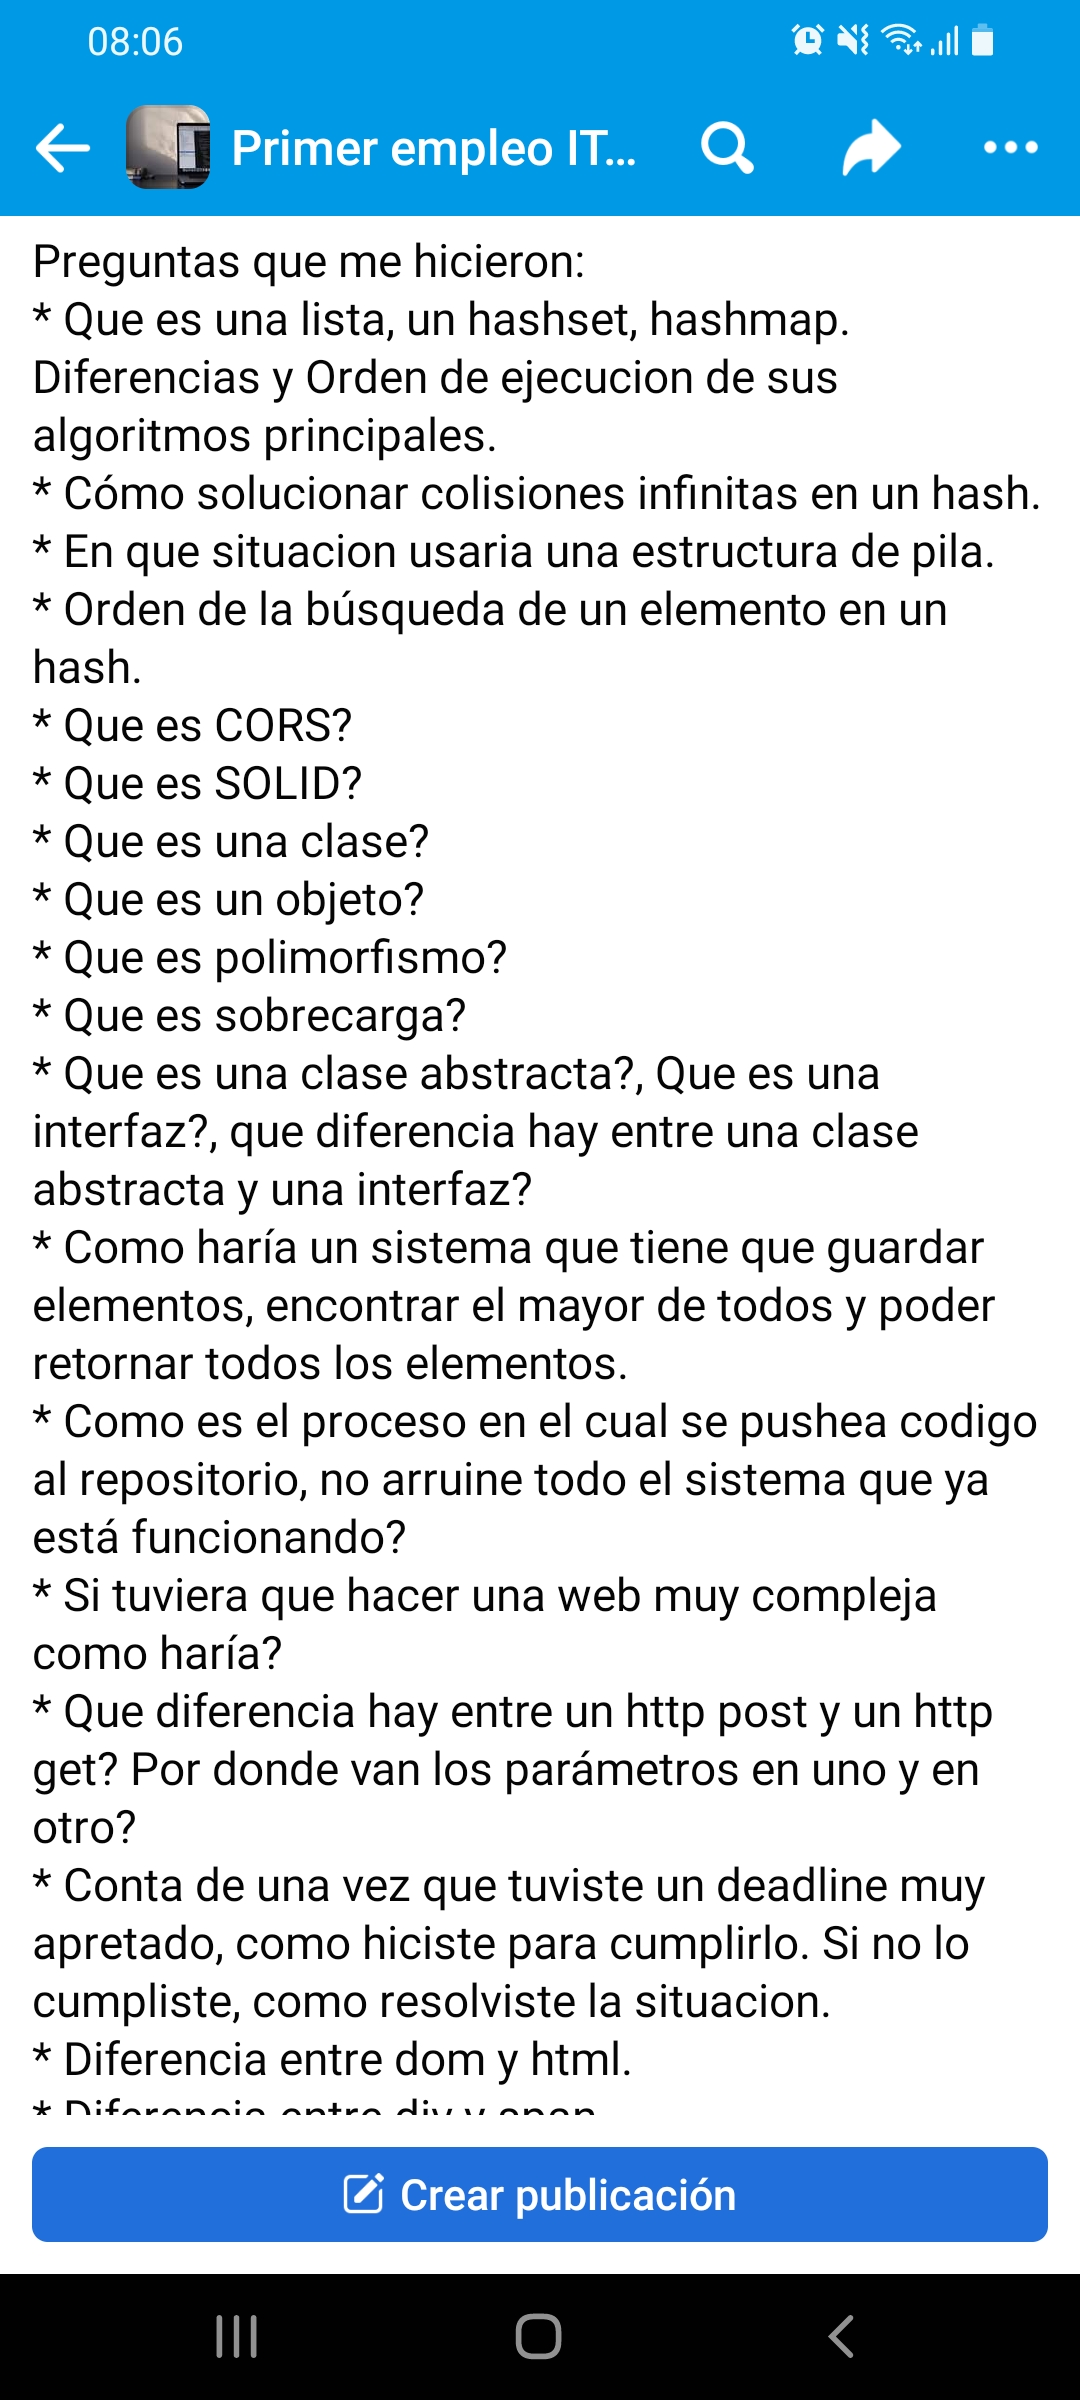 08:06
Primer empleo IT...
Preguntas que me hicieron:
* Que es una lista, un hashset, hashmap.
Diferencias y Orden de ejecucion de sus
algoritmos principales.
* Cómo solucionar colisiones infinitas en un hash.
* En que situacion usaria una estructura de pila.
* Orden de la búsqueda de un elemento en un
hash.
* Que es CORS?
* Que es SOLID?
* Que es una clase?
* Que es un objeto?
* Que es polimorfismo?
* Que es sobrecarga?
* Que es una clase abstracta?, Que es una
interfaz?, que diferencia hay entre una clase
abstracta y una interfaz?
* Como haría un sistema que tiene que guardar
elementos, encontrar el mayor de todos y poder
retornar todos los elementos.
* Como es el proceso en el cual se pushea codigo
al repositorio, no arruine todo el sistema que ya
está funcionando?
* Si tuviera que hacer una web muy compleja
como haría?
* Que diferencia hay entre un http post y un http
get? Por donde van los parámetros en uno y en
otro?
* Conta de una vez que tuviste un deadline muy
apretado, como hiciste para cumplirlo. Si no lo
cumpliste, como resolviste la situacion.
* Diferencia entre dom y html.
* Diferencia entre div y span
Crear publicación